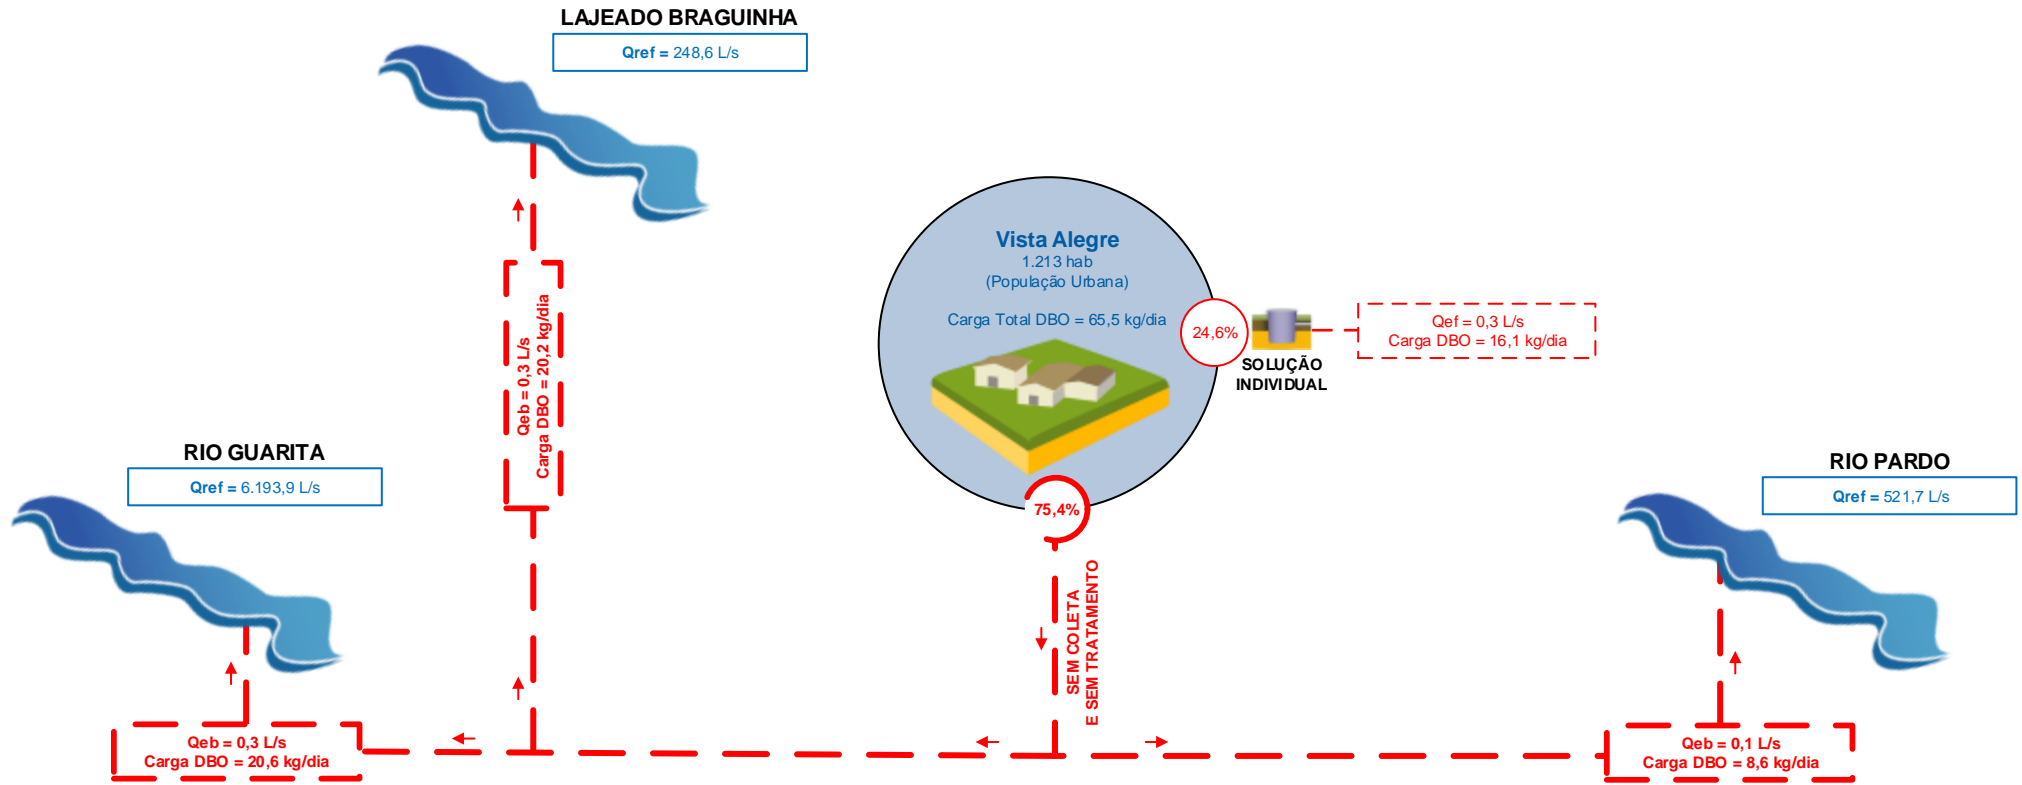 LAJEADO BRAGUINHA
Qref = 248,6 L/s
Vista Alegre
1.213 hab
(População Urbana)
Carga Total DBO = 65,5 kg/dia
24,6%
SOLUÇÃO
INDIVIDUAL
Qef = 0,3 L/s
Carga DBO = 16,1 kg/dia
Qeb = 0,3 L/s
Carga DBO = 20,2 kg/dia
RIO GUARITA
Qref = 6.193,9 L/s
RIO PARDO
Qref = 521,7 L/s
75,4%
SEM COLETA
E SEM TRATAMENTO
Qeb = 0,3 L/s
Carga DBO = 20,6 kg/dia
Qeb = 0,1 L/s
Carga DBO = 8,6 kg/dia